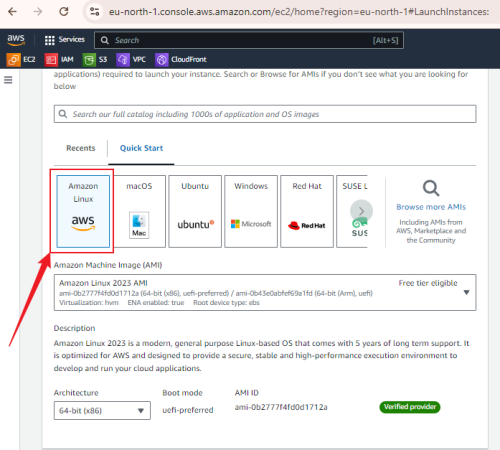 eu-north-1.console.aws.amazon.com/ec2/home?region=eu-north-1#LaunchInstances:
aws Services Search [Alt+S]
EC2 IAM S3 VPC CloudFront
applications) required to launch your instance. Search or Browse for AMIs if you don't see what you are looking for
below
Search our full catalog including 1000s of application and OS images
Recents Quick Start
Amazon Linux
aws
macOS
Mac
Ubuntu
ubuntu
Windows
Microsoft
Red Hat
Red Hat
SUSE L
SUS
Browse more AMIs
Including AMIs from
AWS, Marketplace and
the Community
Amazon Machine Image (AMI)
Amazon Linux 2023 AMI Free tier eligible
ami-0b2777f4fd0d1712a (64-bit (x86), uefi-preferred) / ami-0b43e0abfef69a1fd (64-bit (Arm), uefi)
Virtualization: hvm ENA enabled: true Root device type: ebs
Description
Amazon Linux 2023 is a modern, general purpose Linux-based OS that comes with 5 years of long term support. It
is optimized for AWS and designed to provide a secure, stable and high-performance execution environment to
develop and run your cloud applications.
Architecture Boot mode AMI ID
64-bit (x86) uefi-preferred ami-0b2777f4fd0d1712a Verified provider